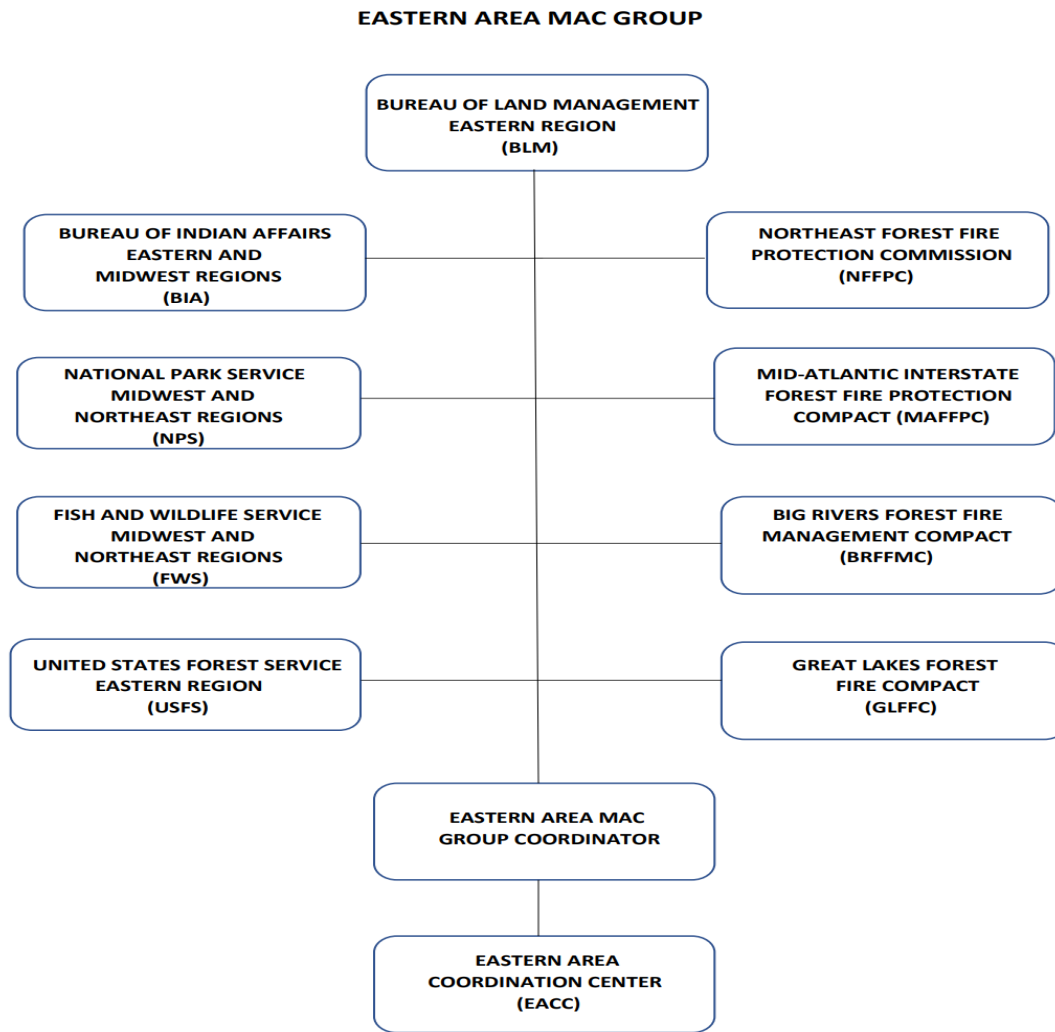 EASTERN AREA MAC GROUP
BUREAU OF LAND MANAGEMENT
EASTERN REGION
(BLM)
BUREAU OF INDIAN AFFAIRS
EASTERN AND
MIDWEST REGIONS
(BIA)
NORTHEAST FOREST FIRE
PROTECTION COMMISSION
(NFFPC)
NATIONAL PARK SERVICE
MIDWEST AND
NORTHEAST REGIONS
(NPS)
MID-ATLANTIC INTERSTATE
FOREST FIRE PROTECTION
COMPACT (MAFFPC)
FISH AND WILDLIFE SERVICE
MIDWEST AND
NORTHEAST REGIONS
(FWS)
BIG RIVERS FOREST FIRE
MANAGEMENT COMPACT
(BRFFMC)
UNITED STATES FOREST SERVICE
EASTERN REGION
(USFS)
GREAT LAKES FOREST
FIRE COMPACT
(GLFFC)
EASTERN AREA MAC
GROUP COORDINATOR
EASTERN AREA
COORDINATION CENTER
(EACC)